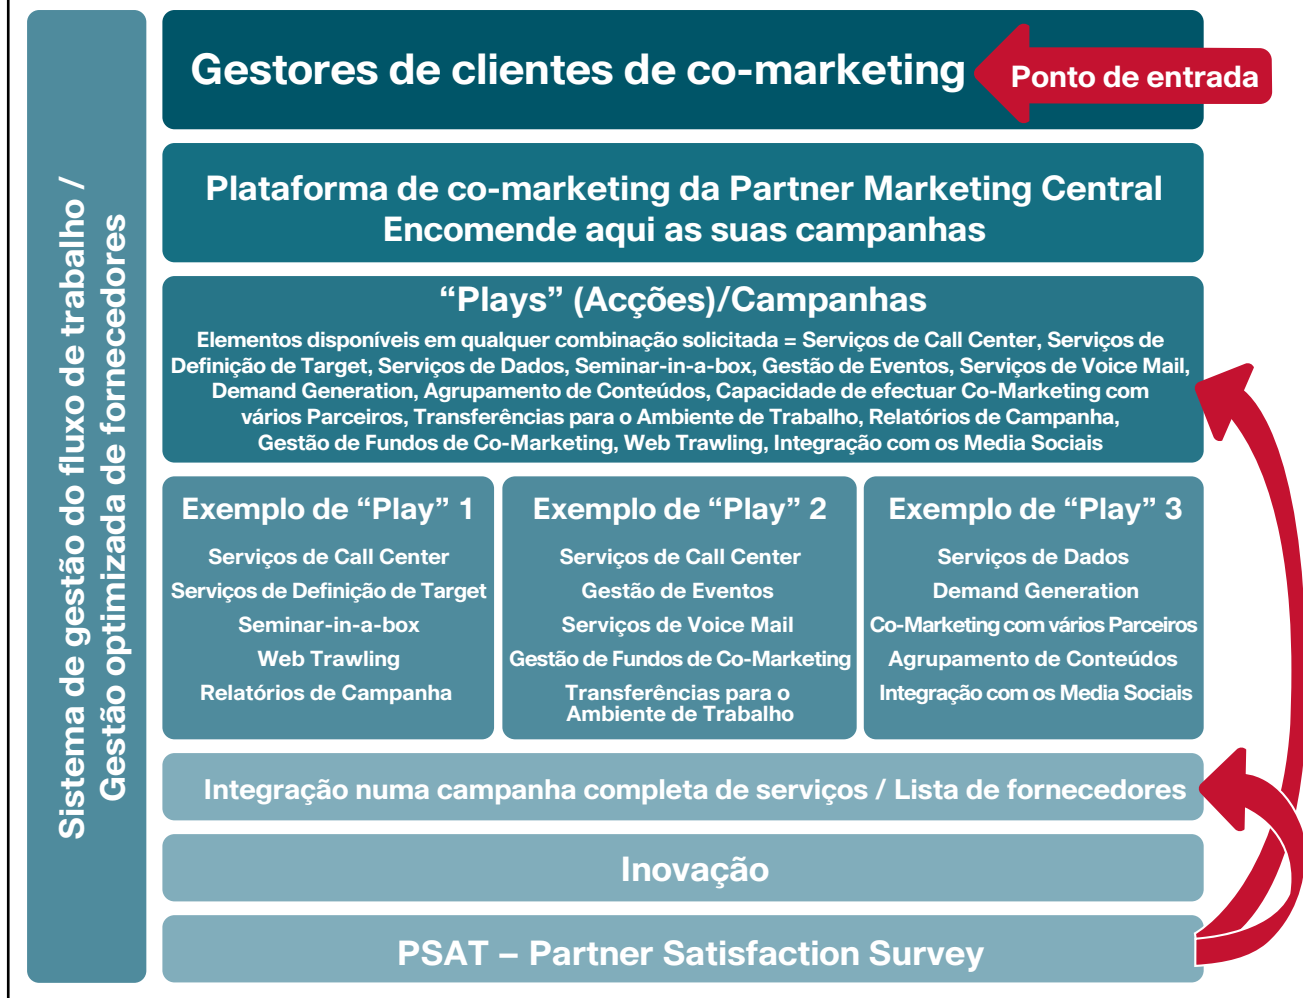 Sistema de gestão do fluxo de trabalho /
Gestão optimizada de fornecedores
Gestores de clientes de co-marketing
Ponto de entrada
Plataforma de co-marketing da Partner Marketing Central
Encomende aqui as suas campanhas
“Plays” (Acções)/Campanhas
Elementos disponíveis em qualquer combinação solicitada = Serviços de Call Center, Serviços de
Definição de Target, Serviços de Dados, Seminar-in-a-box, Gestão de Eventos, Serviços de Voice Mail,
Demand Generation, Agrupamento de Conteúdos, Capacidade de efectuar Co-Marketing com
vários Parceiros, Transferências para o Ambiente de Trabalho, Relatórios de Campanha,
Gestão de Fundos de Co-Marketing, Web Trawling, Integração com os Media Sociais
Exemplo de “Play” 1
Serviços de Call Center
Serviços de Definição de Target
Seminar-in-a-box
Web Trawling
Relatórios de Campanha
Exemplo de “Play” 2
Serviços de Call Center
Gestão de Eventos
Serviços de Voice Mail
Gestão de Fundos de Co-Marketing
Transferências para o
Ambiente de Trabalho
Exemplo de “Play” 3
Serviços de Dados
Demand Generation
Co-Marketing com vários Parceiros
Agrupamento de Conteúdos
Integração com os Media Sociais
Integração numa campanha completa de serviços / Lista de fornecedores
Inovação
PSAT – Partner Satisfaction Survey